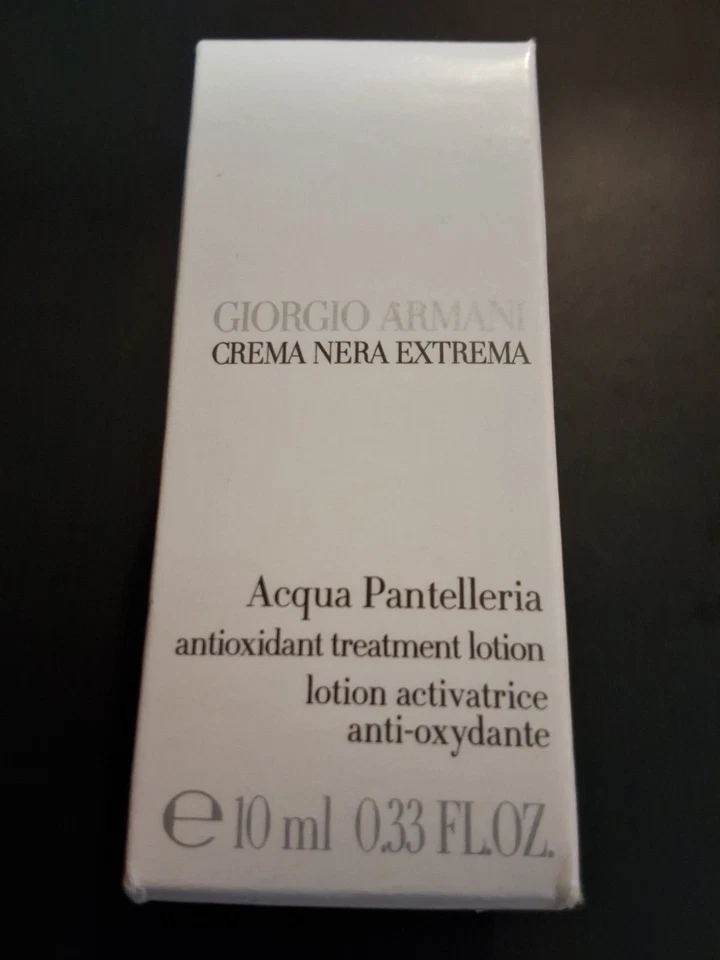 GIORGIO ARMANI
CREMA NERA EXTREMA
Acqua Pantelleria
antioxidant treatment lotion
lotion activatrice
anti-oxydante
℮ 10 ml 0.33 FL.OZ.